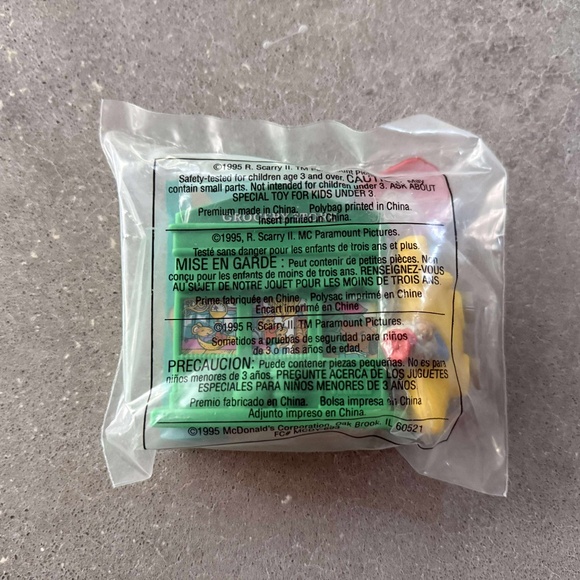 ©1995 R. Scarry II. TM Paramount Pic
Safety-tested for children age 3 and over. CAUT may
contain small parts. Not intended for children under 3. ASK ABOUT
SPECIAL TOY FOR KIDS UNDER 3.
Premium made in China. Polybag printed in China.
Insert printed in China.
GROCERY STORE
©1995, R. Scarry II. MC Paramount Pictures.
Testé sans danger pour les enfants de trois ans et plus.
MISE EN GARDE : Peut contenir de petites pièces. Non
conçu pour les enfants de moins de trois ans. RENSEIGNEZ-VOUS
AU SUJET DE NOTRE JOUET POUR LES MOINS DE TROIS ANS
Prime fabriquée en Chine Polysac imprimé en Chine
Encart imprimé en Chine
©1995 R. Scarry II. TM Paramount Pictures.
Sometidos a pruebas de seguridad para niños
de 3 o más años de edad.
PRECAUCION: Puede contener piezas pequeñas. No es para
niños menores de 3 años. PREGUNTE ACERCA DE LOS JUGUETES
ESPECIALES PARA NIÑOS MENORES DE 3 AÑOS
Premio fabricado en China. Bolsa impresa en China.
Adjunto impreso en China.
©1995 McDonald's Corporation, Oak Brook, IL 60521
FC#